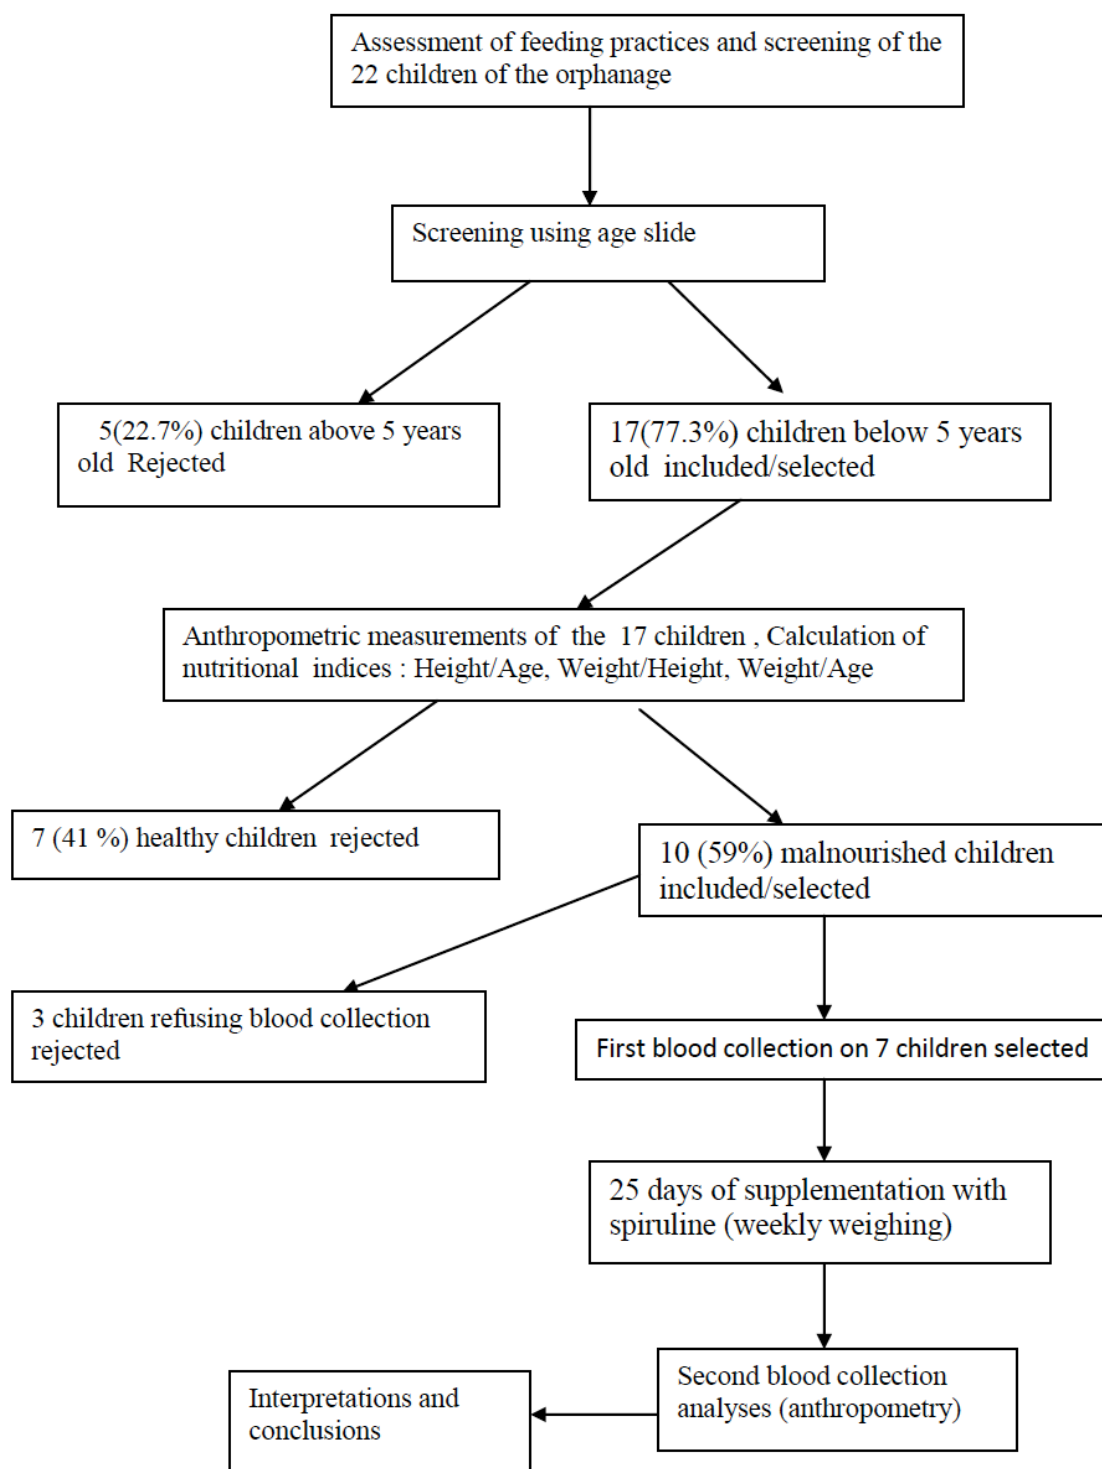 Assessment of feeding practices and screening of the
22 children of the orphanage
Screening using age slide
5(22.7%) children above 5 years
old Rejected
17(77.3%) children below 5 years
old included/selected
Anthropometric measurements of the 17 children , Calculation of
nutritional indices : Height/Age, Weight/Height, Weight/Age
7 (41 %) healthy children rejected
10 (59%) malnourished children
included/selected
3 children refusing blood collection
rejected
First blood collection on 7 children selected
25 days of supplementation with
spiruline (weekly weighing)
Second blood collection
analyses (anthropometry)
Interpretations and
conclusions